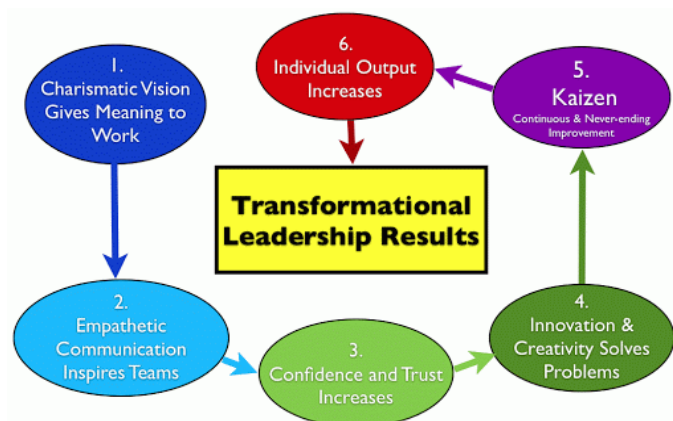 1.
Charismatic Vision
Gives Meaning to
Work
2.
Empathetic
Communication
Inspires Teams
3.
Confidence and Trust
Increases
4.
Innovation &
Creativity Solves
Problems
5.
Kaizen
Continuous & Never-ending
Improvement
6.
Individual Output
Increases
Transformational
Leadership Results